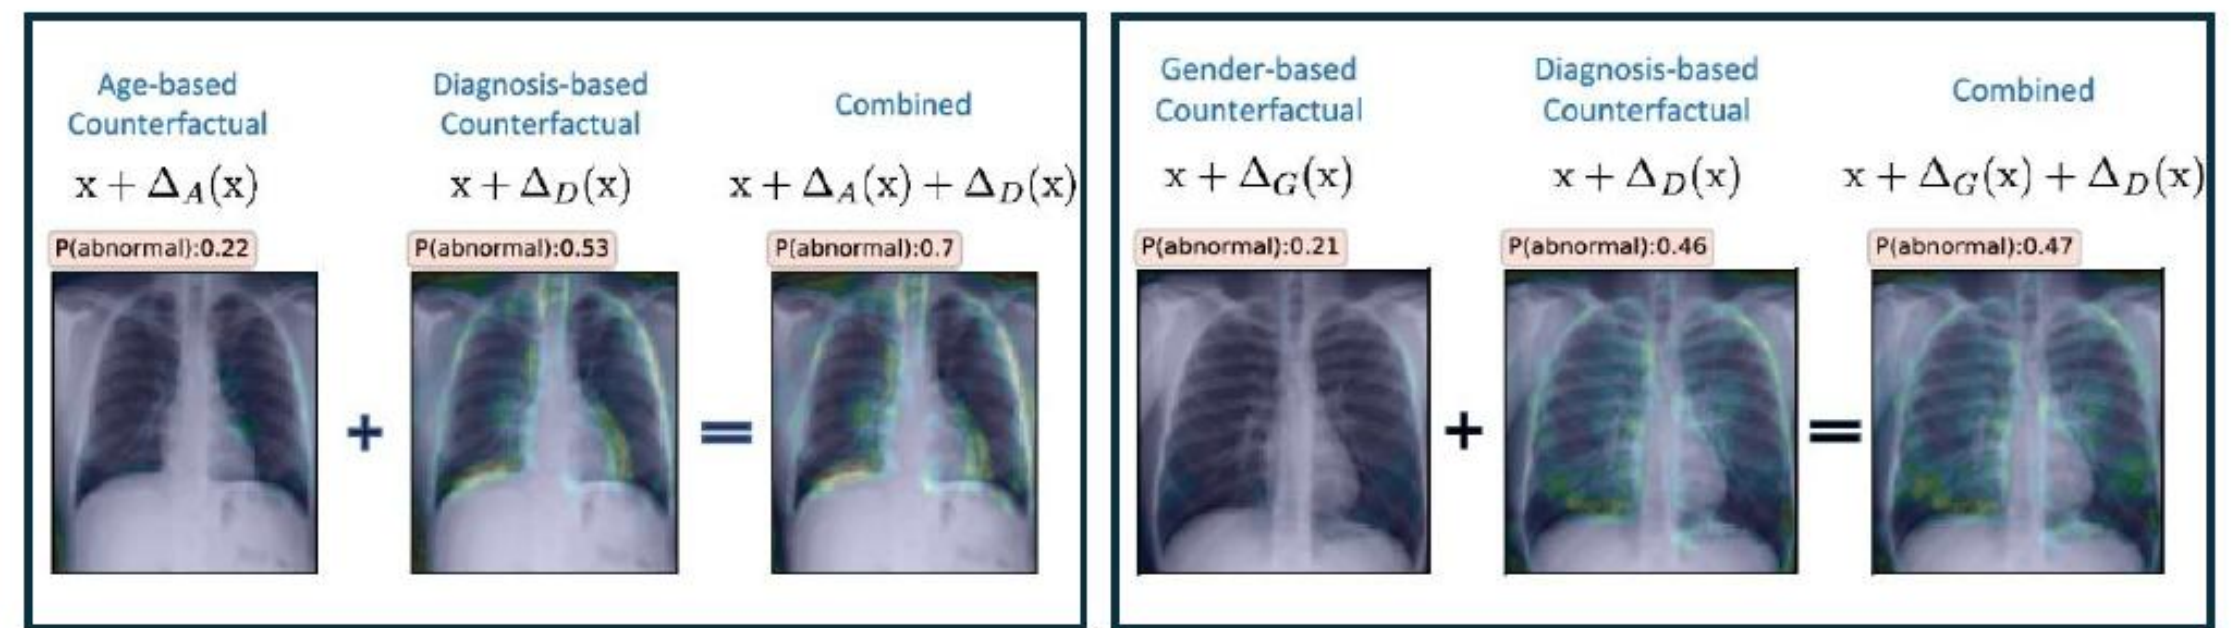 Age-based
Counterfactual
x + Δ_A(x)
P(abnormal):0.22
+
Diagnosis-based
Counterfactual
x + Δ_D(x)
P(abnormal):0.53
=
Combined
x + Δ_A(x) + Δ_D(x)
P(abnormal):0.7
Gender-based
Counterfactual
x + Δ_G(x)
P(abnormal):0.21
+
Diagnosis-based
Counterfactual
x + Δ_D(x)
P(abnormal):0.46
=
Combined
x + Δ_G(x) + Δ_D(x)
P(abnormal):0.47